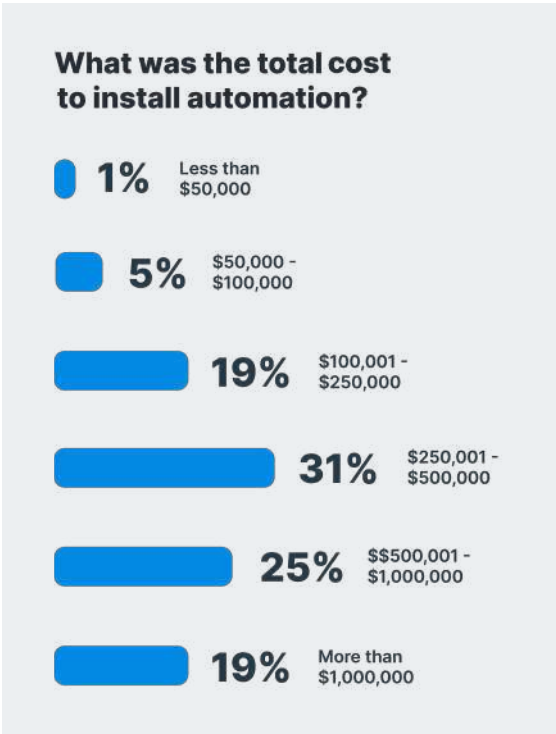 What was the total cost
to install automation?
1% Less than
$50,000
5% $50,000 -
$100,000
19% $100,001 -
$250,000
31% $250,001 -
$500,000
25% $$500,001 -
$1,000,000
19% More than
$1,000,000